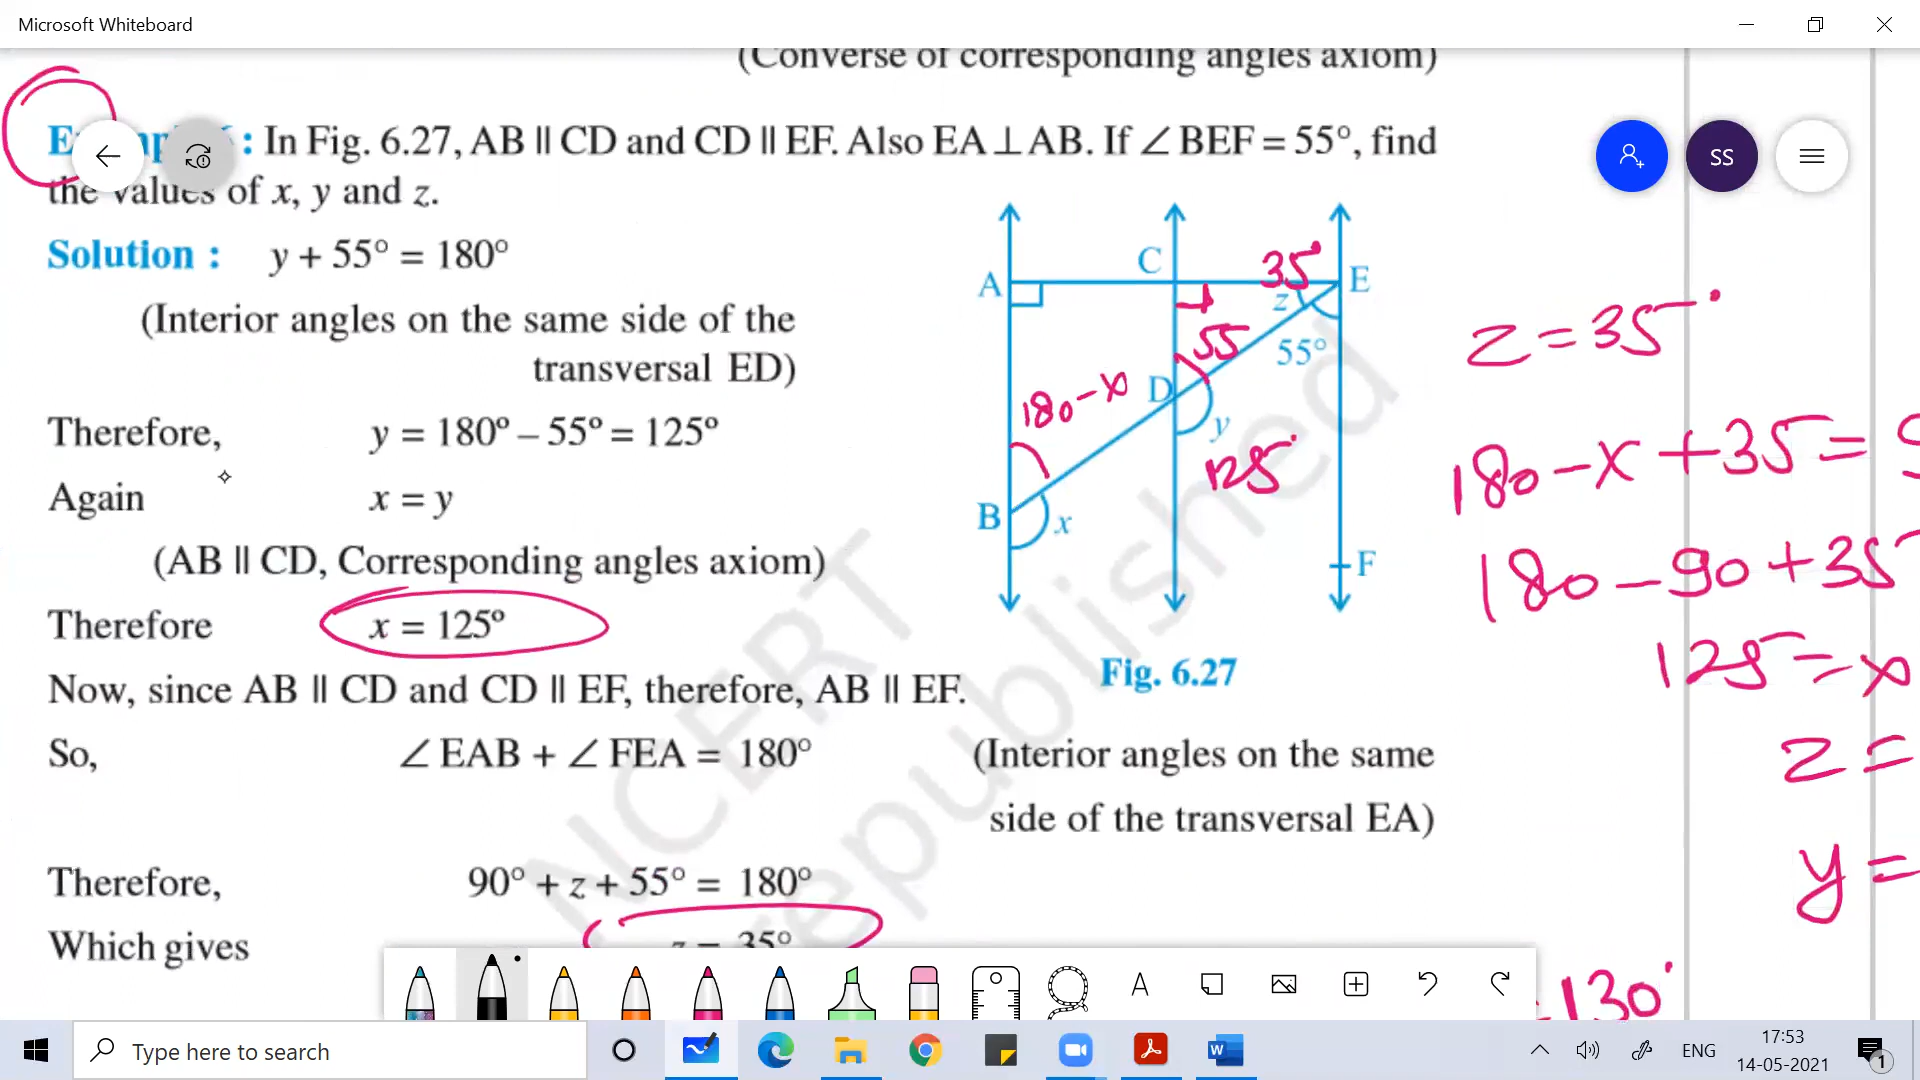 Microsoft Whiteboard
(Converse of corresponding angles axiom)
: In Fig. 6.27, AB || CD and CD || EF. Also EA ⊥ AB. If ∠ BEF = 55°, find
the values of x, y and z.
SS
Solution : y + 55° = 180°
(Interior angles on the same side of the
transversal ED)
Therefore, y = 180° – 55° = 125°
Again x = y
(AB || CD, Corresponding angles axiom)
Therefore x = 125°
Now, since AB || CD and CD || EF, therefore, AB || EF.
So, ∠ EAB + ∠ FEA = 180° (Interior angles on the same
side of the transversal EA)
Therefore, 90° + z + 55° = 180°
Which gives z = 35°
A
C
35°
E
z
55
55°
180-x
D
y
125°
B
x
F
Fig. 6.27
NCERT
republished
z = 35°
180-x+35=
180-90+35
125=x
z=
y=
=130°
A
Type here to search
ENG
17:53
14-05-2021
1